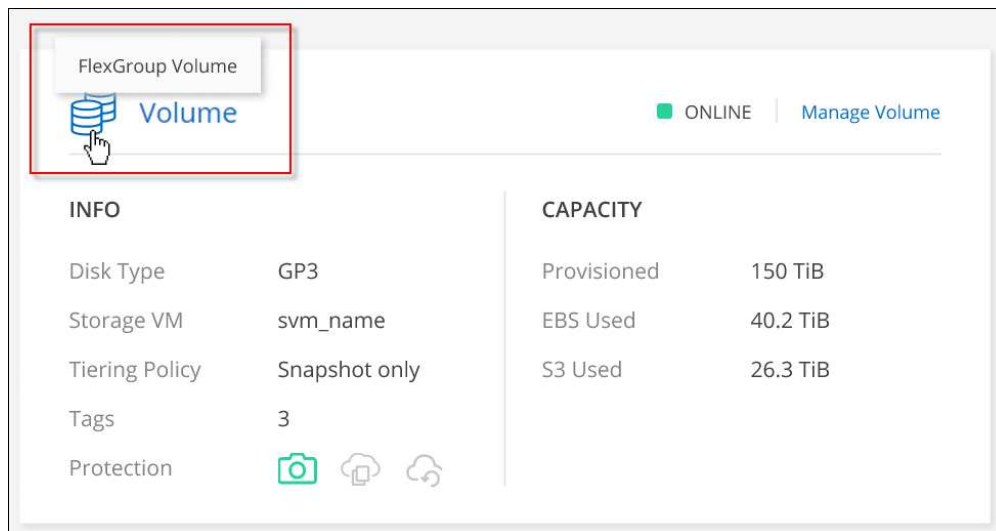 FlexGroup Volume
Volume
ONLINE
Manage Volume
INFO
Disk Type GP3
Storage VM svm_name
Tiering Policy Snapshot only
Tags 3
Protection
CAPACITY
Provisioned 150 TiB
EBS Used 40.2 TiB
S3 Used 26.3 TiB